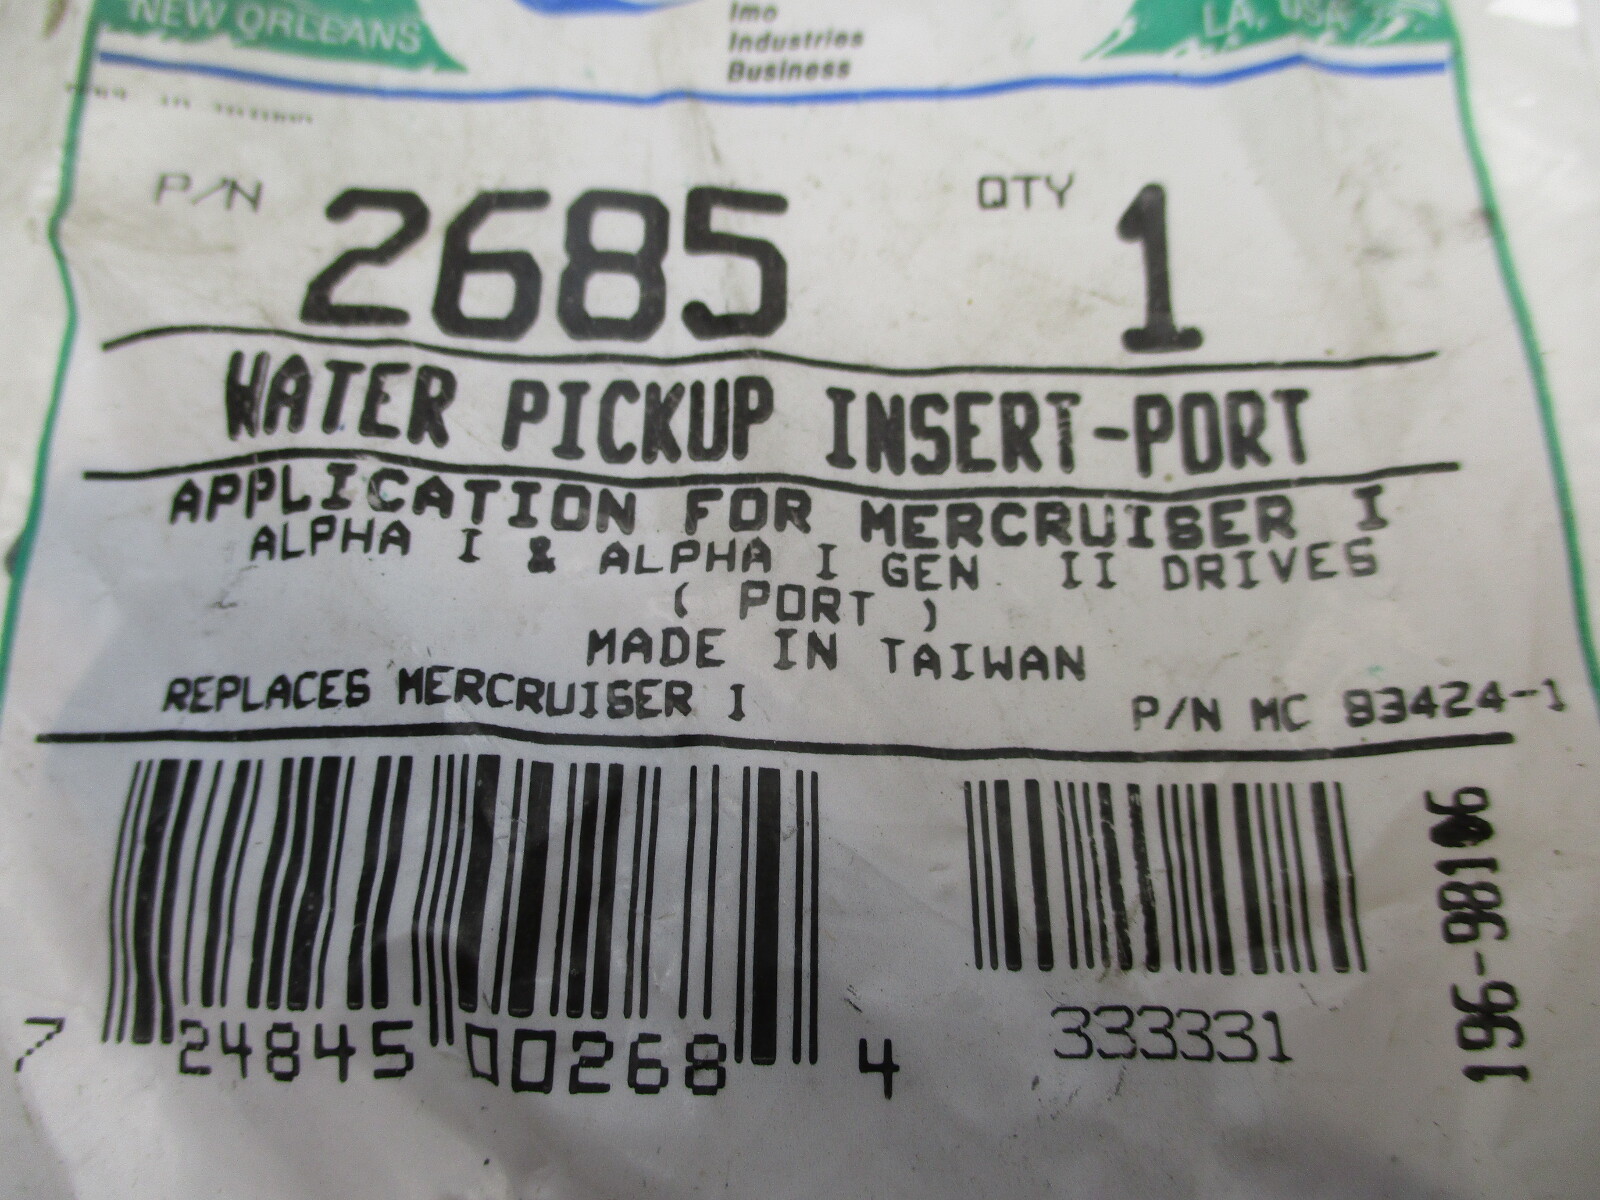 NEW ORLEANS
Imo
Industries
Business
LA, USA
P/N 2685 QTY 1
WATER PICKUP INSERT-PORT
APPLICATION FOR MERCRUISER I
ALPHA I & ALPHA I GEN II DRIVES
( PORT )
MADE IN TAIWAN
REPLACES MERCRUISER I P/N MC 83424-1
7 24845 00268 4
333331
196-98106